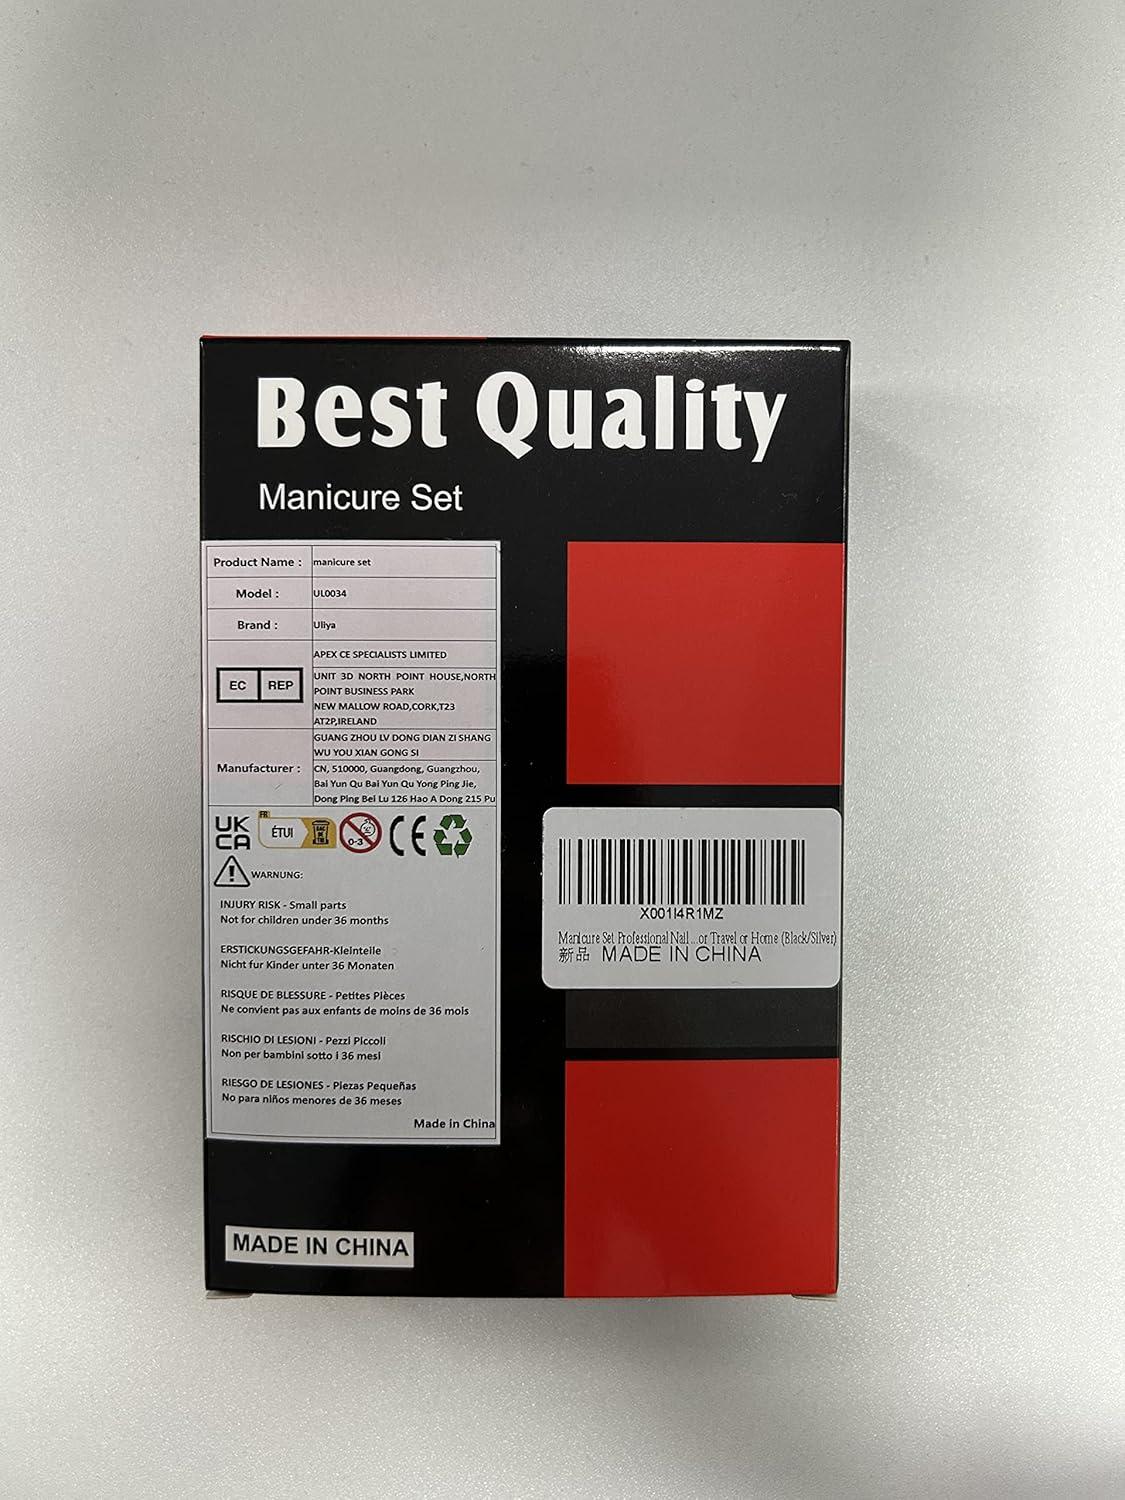 Best Quality
Manicure Set
Product Name : manicure set
Model : UL0034
Brand : Uliya
EC REP
APEX CE SPECIALISTS LIMITED
UNIT 3D NORTH POINT HOUSE,NORTH
POINT BUSINESS PARK
NEW MALLOW ROAD,CORK,T23
AT2P,IRELAND
Manufacturer :
GUANG ZHOU LV DONG DIAN ZI SHANG
WU YOU XIAN GONG SI
CN, 510000, Guangdong, Guangzhou,
Bai Yun Qu Bai Yun Qu Yong Ping Jie,
Dong Ping Bei Lu 126 Hao A Dong 215 Pu
UK
CA
FR
ÉTUI
BAC
DE
TRI
0-3
CE
WARNUNG:
INJURY RISK - Small parts
Not for children under 36 months
ERSTICKUNGSGEFAHR-Kleinteile
Nicht fur Kinder unter 36 Monaten
RISQUE DE BLESSURE - Petites Pièces
Ne convient pas aux enfants de moins de 36 mois
RISCHIO DI LESIONI - Pezzi Piccoli
Non per bambini sotto i 36 mesi
RIESGO DE LESIONES - Piezas Pequeñas
No para niños menores de 36 meses
Made in China
MADE IN CHINA
X001I4R1MZ
Manicure Set Professional Nail ...or Travel or Home (Black/Silver)
新品 MADE IN CHINA